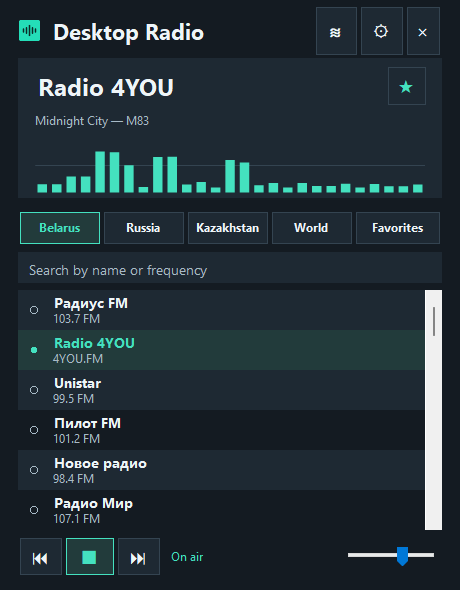 Desktop Radio
Radio 4YOU
Midnight City — M83
Belarus Russia Kazakhstan World Favorites
Search by name or frequency
Радиус FM
103.7 FM
Radio 4YOU
4YOU.FM
Unistar
99.5 FM
Пилот FM
101.2 FM
Новое радио
98.4 FM
Радио Мир
107.1 FM
On air